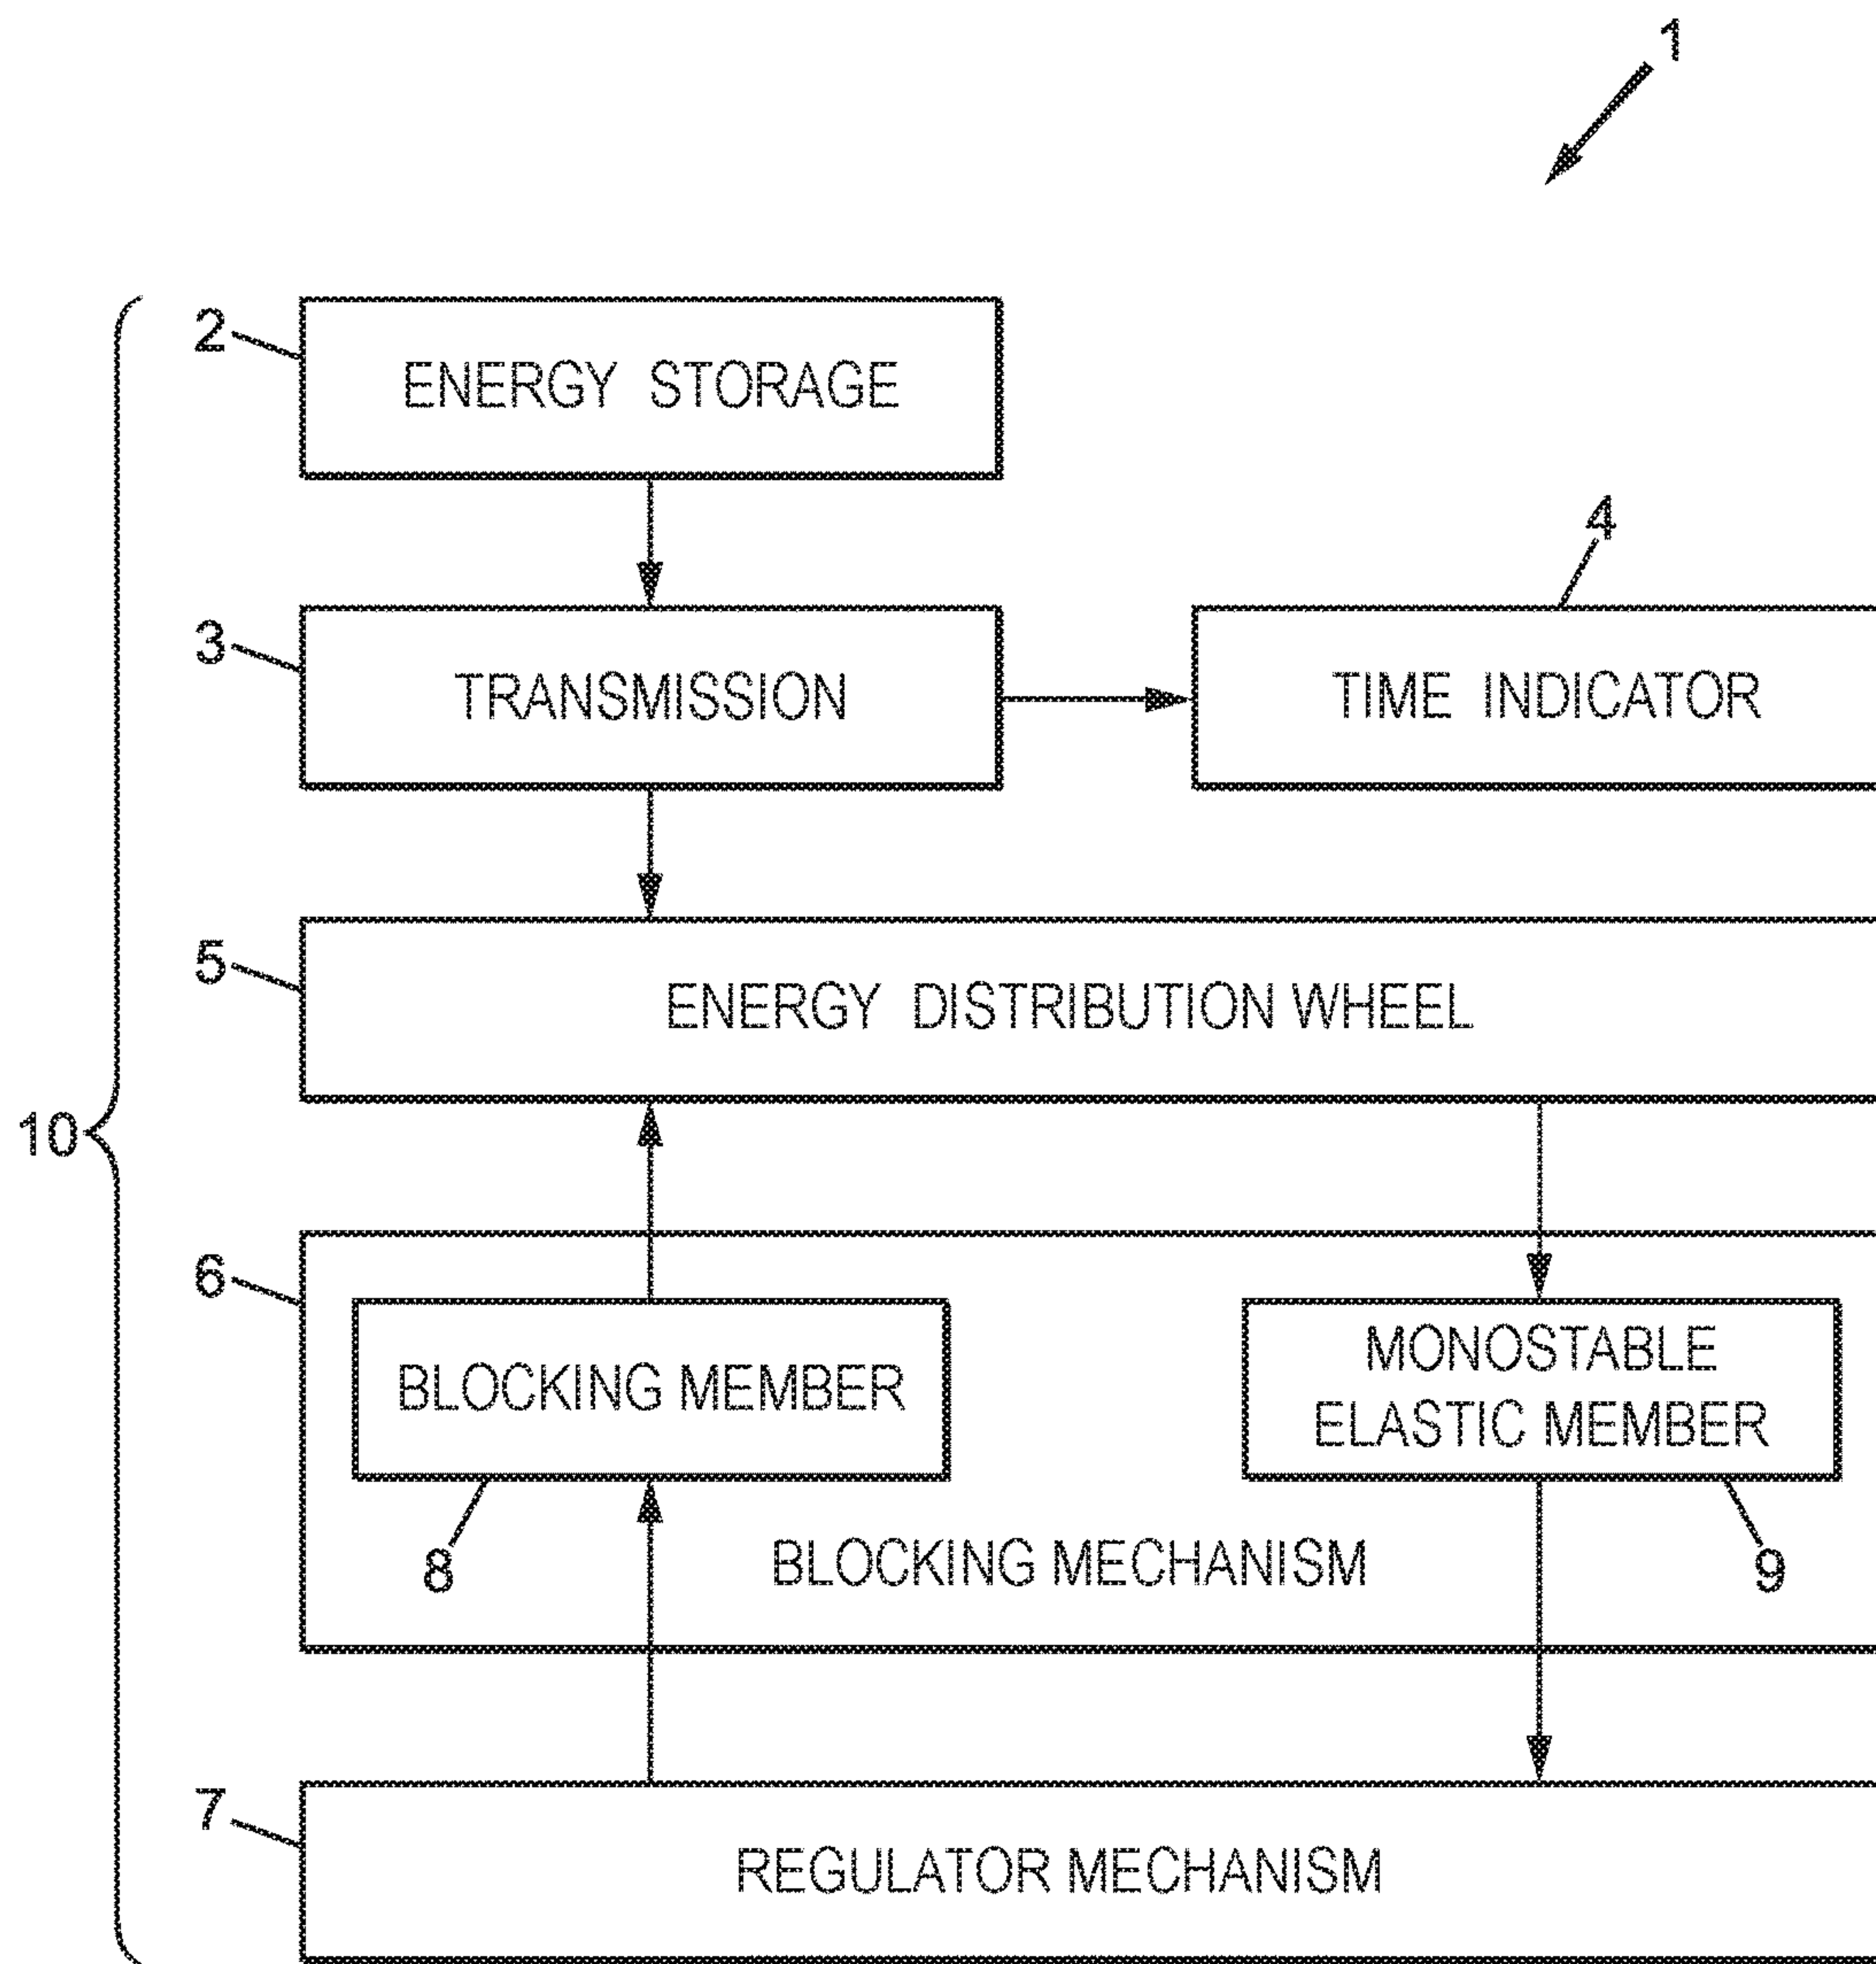 1
2
ENERGY STORAGE
4
3
TRANSMISSION
TIME INDICATOR
5
ENERGY DISTRIBUTION WHEEL
10
6
BLOCKING MEMBER
MONOSTABLE
ELASTIC MEMBER
8
BLOCKING MECHANISM
9
7
REGULATOR MECHANISM